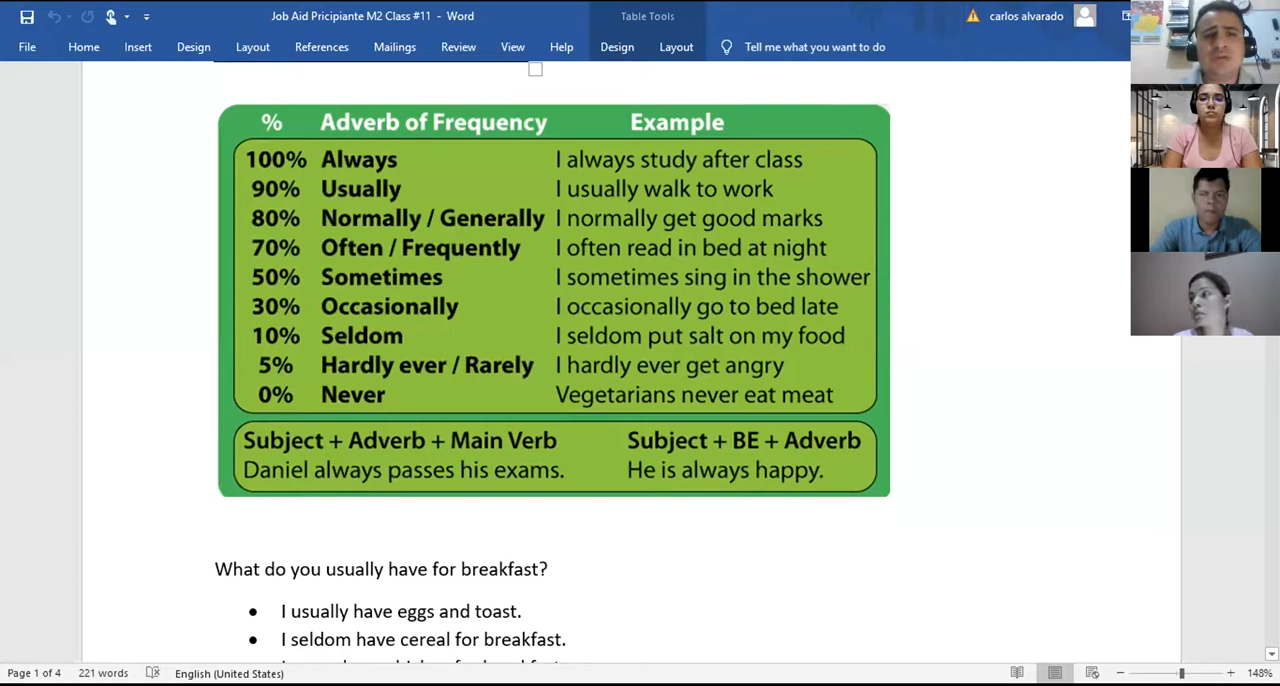 Job Aid Pricipiante M2 Class #11 - Word
Table Tools
carlos alvarado
File Home Insert Design Layout References Mailings Review View Help Design Layout Tell me what you want to do
% Adverb of Frequency Example
100% Always I always study after class
90% Usually I usually walk to work
80% Normally / Generally I normally get good marks
70% Often / Frequently I often read in bed at night
50% Sometimes I sometimes sing in the shower
30% Occasionally I occasionally go to bed late
10% Seldom I seldom put salt on my food
5% Hardly ever / Rarely I hardly ever get angry
0% Never Vegetarians never eat meat
Subject + Adverb + Main Verb Subject + BE + Adverb
Daniel always passes his exams. He is always happy.
What do you usually have for breakfast?
• I usually have eggs and toast.
• I seldom have cereal for breakfast.
Page 1 of 4 221 words English (United States) 148%